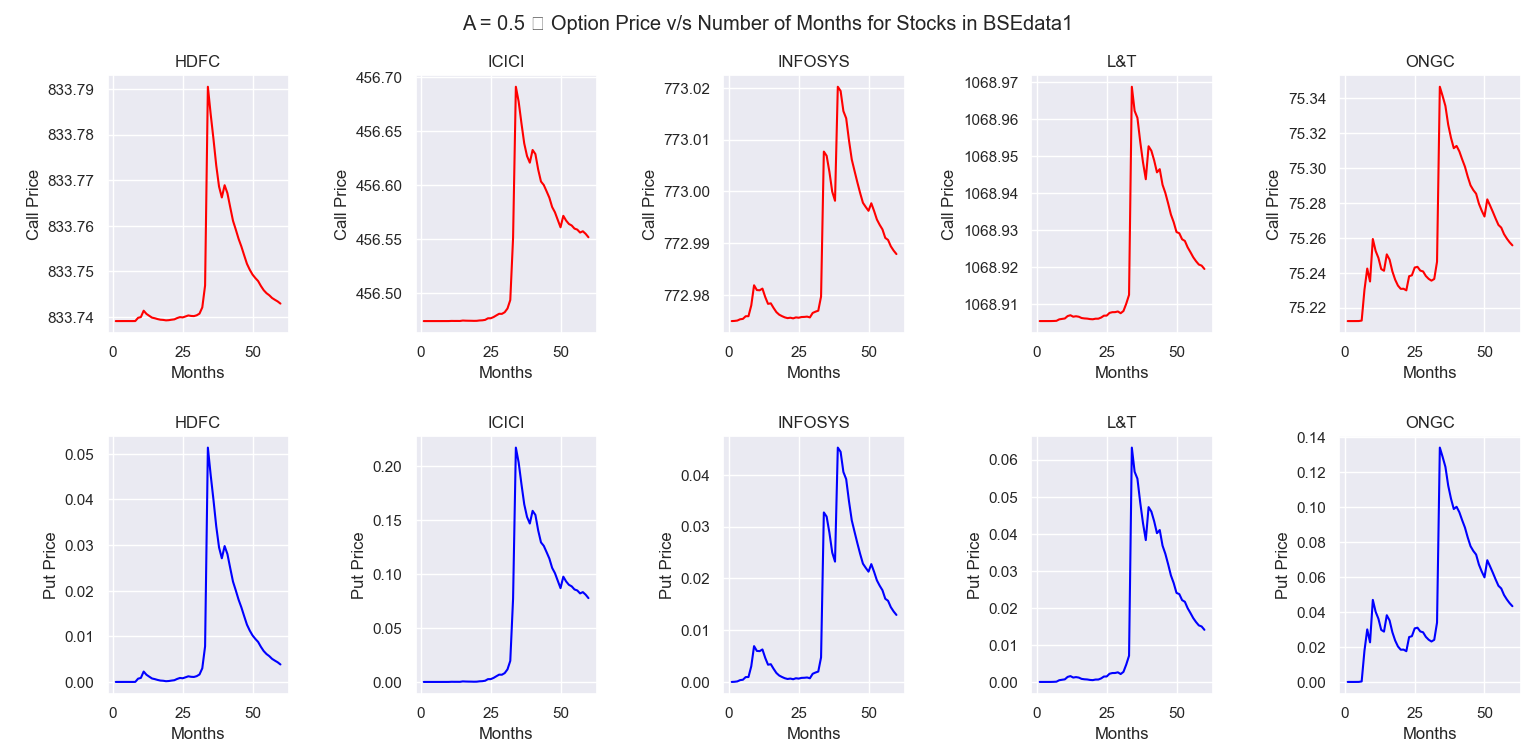 A = 0.5 □ Option Price v/s Number of Months for Stocks in BSEdata1
HDFC
833.79
833.78
833.77
833.76
833.75
833.74
Call Price
0 25 50
Months
ICICI
456.70
456.65
456.60
456.55
456.50
Call Price
0 25 50
Months
INFOSYS
773.02
773.01
773.00
772.99
772.98
Call Price
0 25 50
Months
L&T
1068.97
1068.96
1068.95
1068.94
1068.93
1068.92
1068.91
Call Price
0 25 50
Months
ONGC
75.34
75.32
75.30
75.28
75.26
75.24
75.22
Call Price
0 25 50
Months
HDFC
0.05
0.04
0.03
0.02
0.01
0.00
Put Price
0 25 50
Months
ICICI
0.20
0.15
0.10
0.05
0.00
Put Price
0 25 50
Months
INFOSYS
0.04
0.03
0.02
0.01
0.00
Put Price
0 25 50
Months
L&T
0.06
0.05
0.04
0.03
0.02
0.01
0.00
Put Price
0 25 50
Months
ONGC
0.14
0.12
0.10
0.08
0.06
0.04
0.02
0.00
Put Price
0 25 50
Months